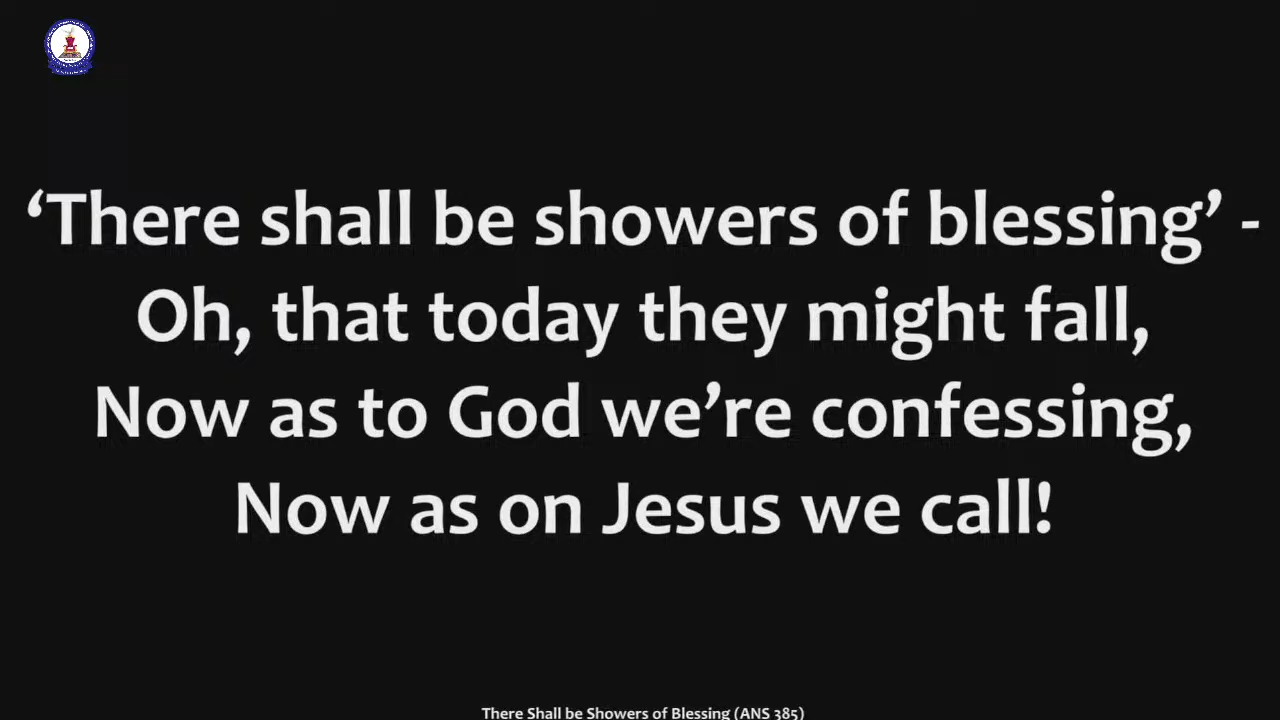 ‘There shall be showers of blessing’ -
Oh, that today they might fall,
Now as to God we’re confessing,
Now as on Jesus we call!
There Shall be Showers of Blessing (ANS 385)